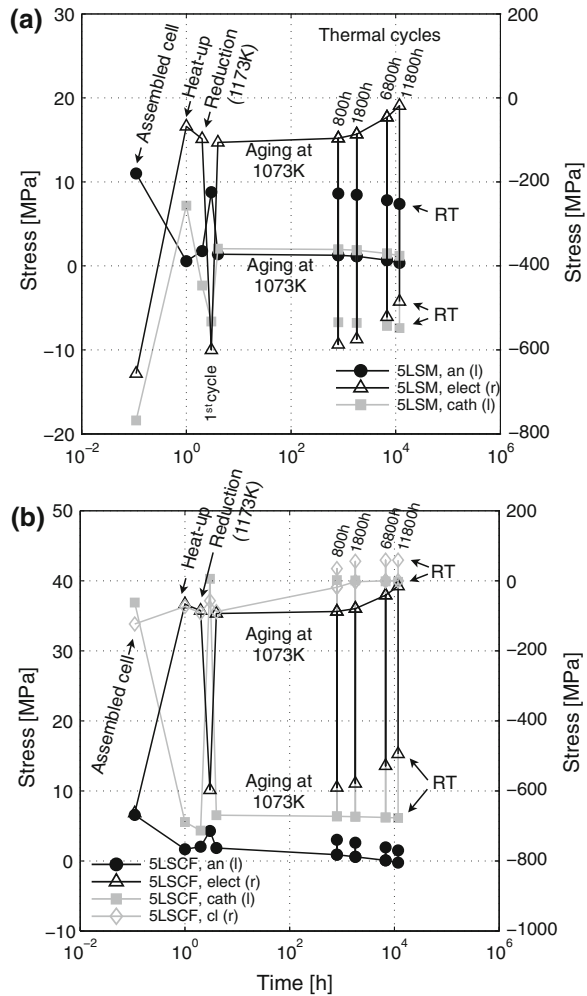 (a)
Stress [MPa]
30
20
10
0
−10
−20
200
0
−200
−400
−600
−800
Stress [MPa]
Assembled cell
Heat-up
Reduction
(1173K)
Thermal cycles
800h
1800h
6800h
11800h
Aging at
1073K
RT
Aging at
1073K
RT
1st cycle
5LSM, an (l)
5LSM, elect (r)
5LSM, cath (l)
10−2
100
102
104
106
(b)
Stress [MPa]
50
40
30
20
10
0
−10
200
0
−200
−400
−600
−800
−1000
Stress [MPa]
Heat-up
Reduction
(1173K)
800h
1800h
6800h
11800h
RT
Assembled cell
Aging at
1073K
Aging at
1073K
RT
5LSCF, an (l)
5LSCF, elect (r)
5LSCF, cath (l)
5LSCF, cl (r)
10−2
100
102
104
106
Time [h]